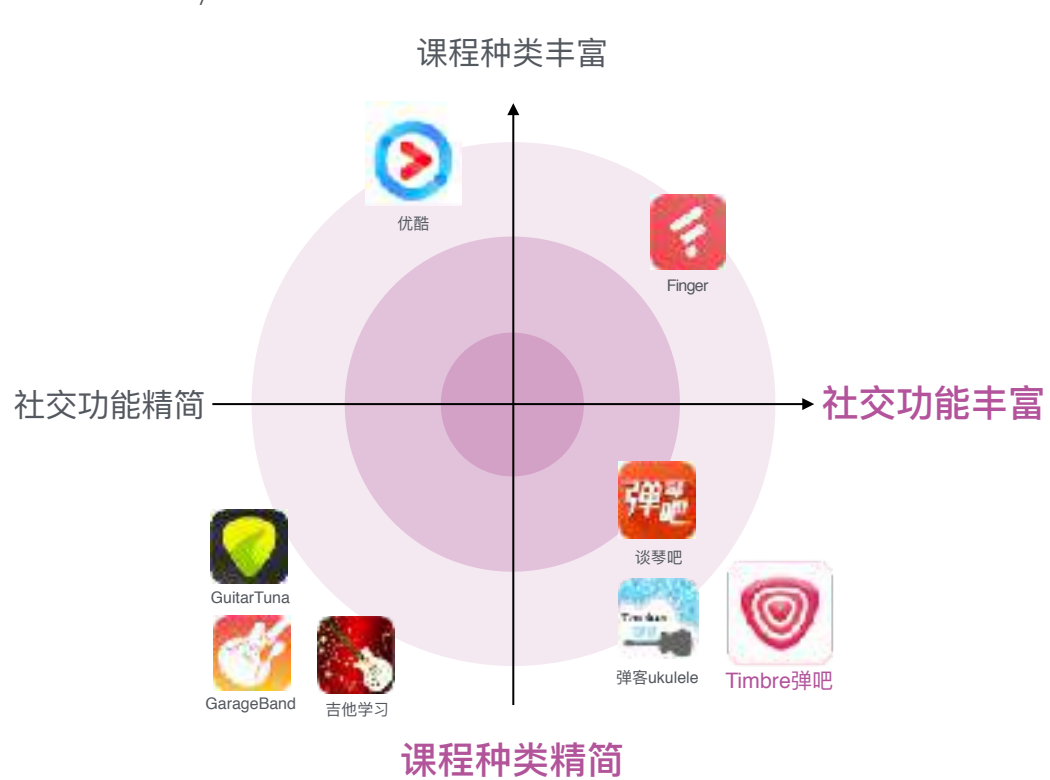 课程种类丰富
优酷
Finger
社交功能精简
社交功能丰富
弹琴吧
谈琴吧
GuitarTuna
弹客ukulele
Timbre弹吧
GarageBand
吉他学习
课程种类精简